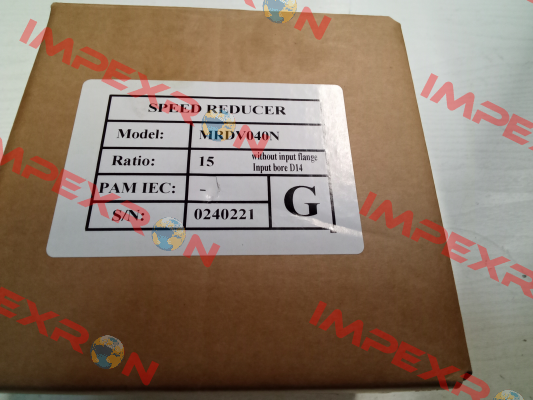 SPEED REDUCER
Model: MRDV040N
Ratio: 15 without input flange
Input bore D14
PAM IEC: -
S/N: 0240221 G
IMPEXRON
IMPEXRON
IMPEXRON
IMPEXRON
IMPEXRON
IMPEXRON